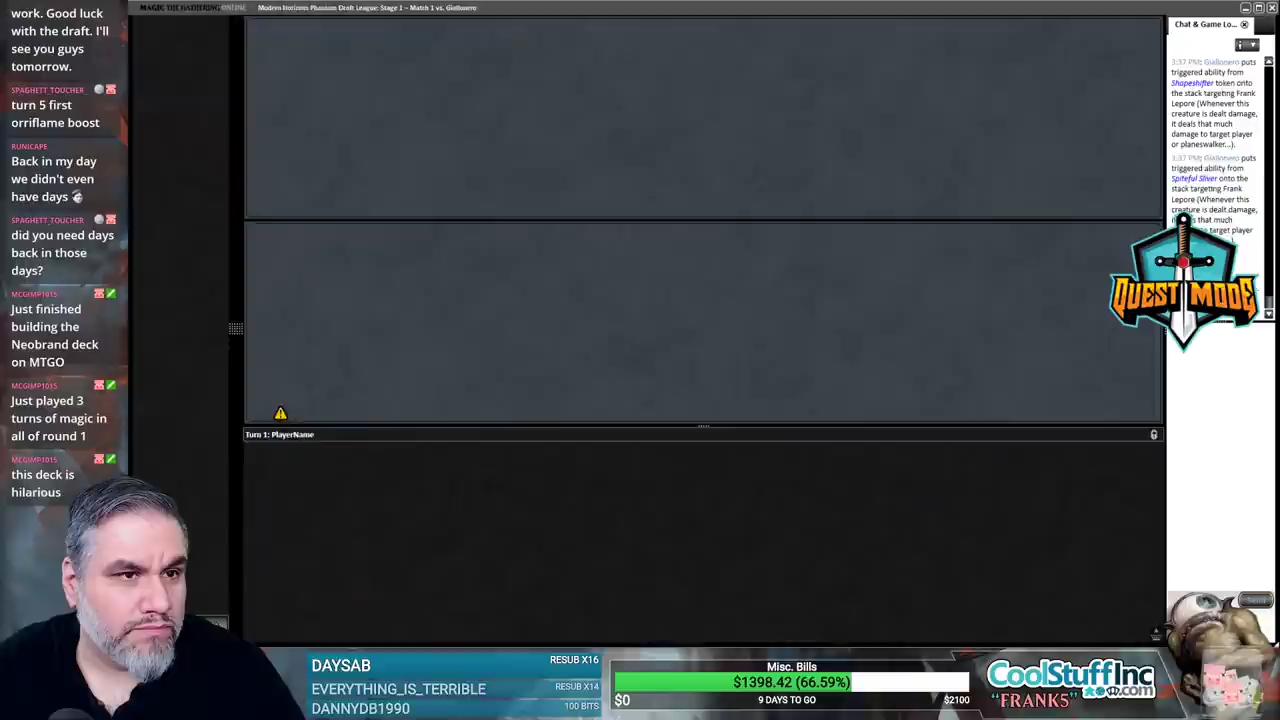 MAGIC THE GATHERING ONLINE
Modern Horizons Phantom Draft League: Stage 1 - Match 1 vs. Giallonero
work. Good luck
with the draft. I'll
see you guys
tomorrow.
SPAGHETT_TOUCHER
turn 5 first
orriflame boost
RUNICAPE
Back in my day
we didn't even
have days
SPAGHETT_TOUCHER
did you need days
back in those
days?
MCGIMP1015
Just finished
building the
Neobrand deck
on MTGO
MCGIMP1015
Just played 3
turns of magic in
all of round 1
MCGIMP1015
this deck is
hilarious
Turn 1: PlayerName
Chat & Game Lo...
3:37 PM: Giallonero puts
triggered ability from
Shapeshifter token onto
the stack targeting Frank
Lepore (Whenever this
creature is dealt damage,
it deals that much
damage to target player
or planeswalker...).
3:37 PM: Giallonero puts
triggered ability from
Spiteful Sliver onto the
stack targeting Frank
Lepore (Whenever this
creature is dealt damage,
that much
target player
QUEST MODE
Send
DAYSAB RESUB X16
EVERYTHING_IS_TERRIBLE RESUB X14
DANNYDB1990 100 BITS
Misc. Bills
$1398.42 (66.59%)
$0 9 DAYS TO GO $2100
CoolStuffInc
.com
"FRANKS"